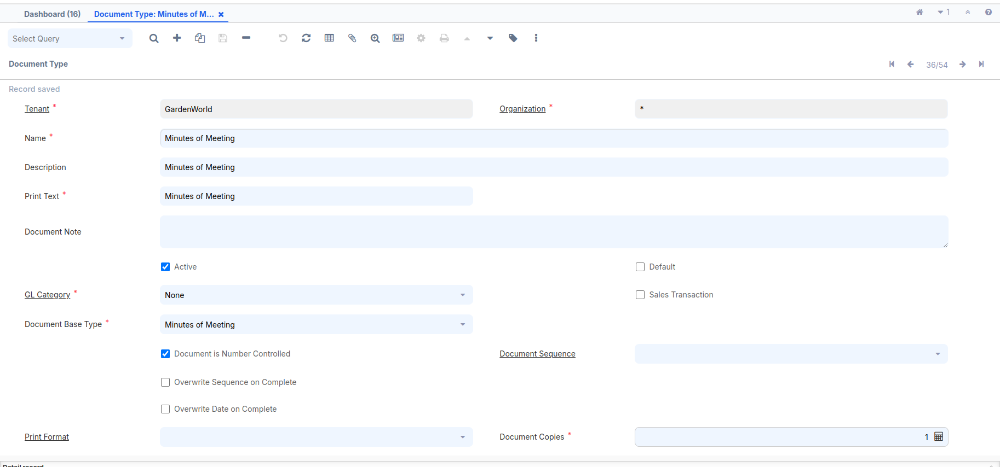 Dashboard (16) Document Type: Minutes of M... 1
Select Query
Document Type 36/54
Record saved
Tenant * GardenWorld Organization * *
Name * Minutes of Meeting
Description Minutes of Meeting
Print Text * Minutes of Meeting
Document Note
Active Default
GL Category * None Sales Transaction
Document Base Type * Minutes of Meeting
Document is Number Controlled Document Sequence
Overwrite Sequence on Complete
Overwrite Date on Complete
Print Format Document Copies * 1
Detail record